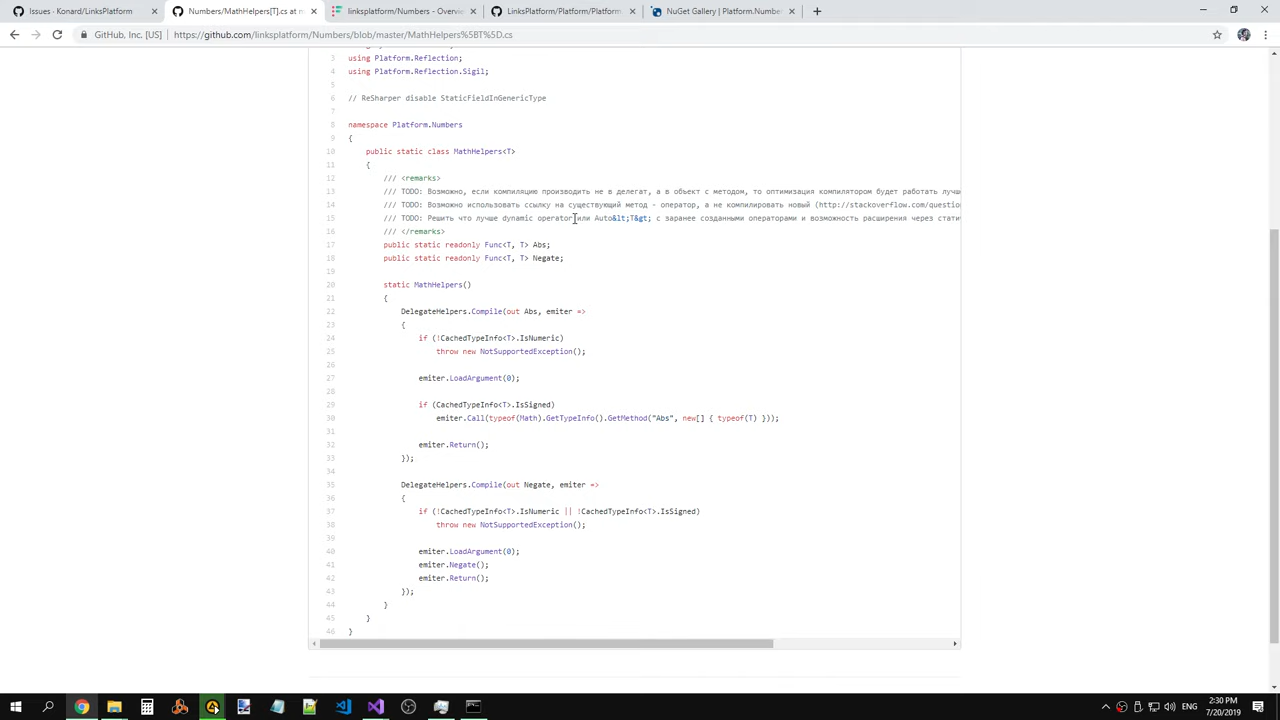 Issues · Konard/LinksPlatform
Numbers/MathHelpers[T].cs at m
linksplatform/Numbers - Overvie
LinksPlatform/Platform
NuGet Gallery | Platform.Number
GitHub, Inc. [US] | https://github.com/linksplatform/Numbers/blob/master/MathHelpers%5BT%5D.cs
3 using Platform.Reflection;
4 using Platform.Reflection.Sigil;
5
6 // ReSharper disable StaticFieldInGenericType
7
8 namespace Platform.Numbers
9 {
10 public static class MathHelpers<T>
11 {
12 /// <remarks>
13 /// TODO: Возможно, если компиляцию производить не в делегат, а в объект с методом, то оптимизация компилятором будет работать лучш
14 /// TODO: Возможно использовать ссылку на существующий метод - оператор, а не компилировать новый (http://stackoverflow.com/question
15 /// TODO: Решить что лучше dynamic operator или Auto&lt;T&gt; с заранее созданными операторами и возможность расширения через стати
16 /// </remarks>
17 public static readonly Func<T, T> Abs;
18 public static readonly Func<T, T> Negate;
19
20 static MathHelpers()
21 {
22 DelegateHelpers.Compile(out Abs, emiter =>
23 {
24 if (!CachedTypeInfo<T>.IsNumeric)
25 throw new NotSupportedException();
26
27 emiter.LoadArgument(0);
28
29 if (CachedTypeInfo<T>.IsSigned)
30 emiter.Call(typeof(Math).GetTypeInfo().GetMethod("Abs", new[] { typeof(T) }));
31
32 emiter.Return();
33 });
34
35 DelegateHelpers.Compile(out Negate, emiter =>
36 {
37 if (!CachedTypeInfo<T>.IsNumeric || !CachedTypeInfo<T>.IsSigned)
38 throw new NotSupportedException();
39
40 emiter.LoadArgument(0);
41 emiter.Negate();
42 emiter.Return();
43 });
44 }
45 }
46 }
ENG
2:30 PM
7/20/2019